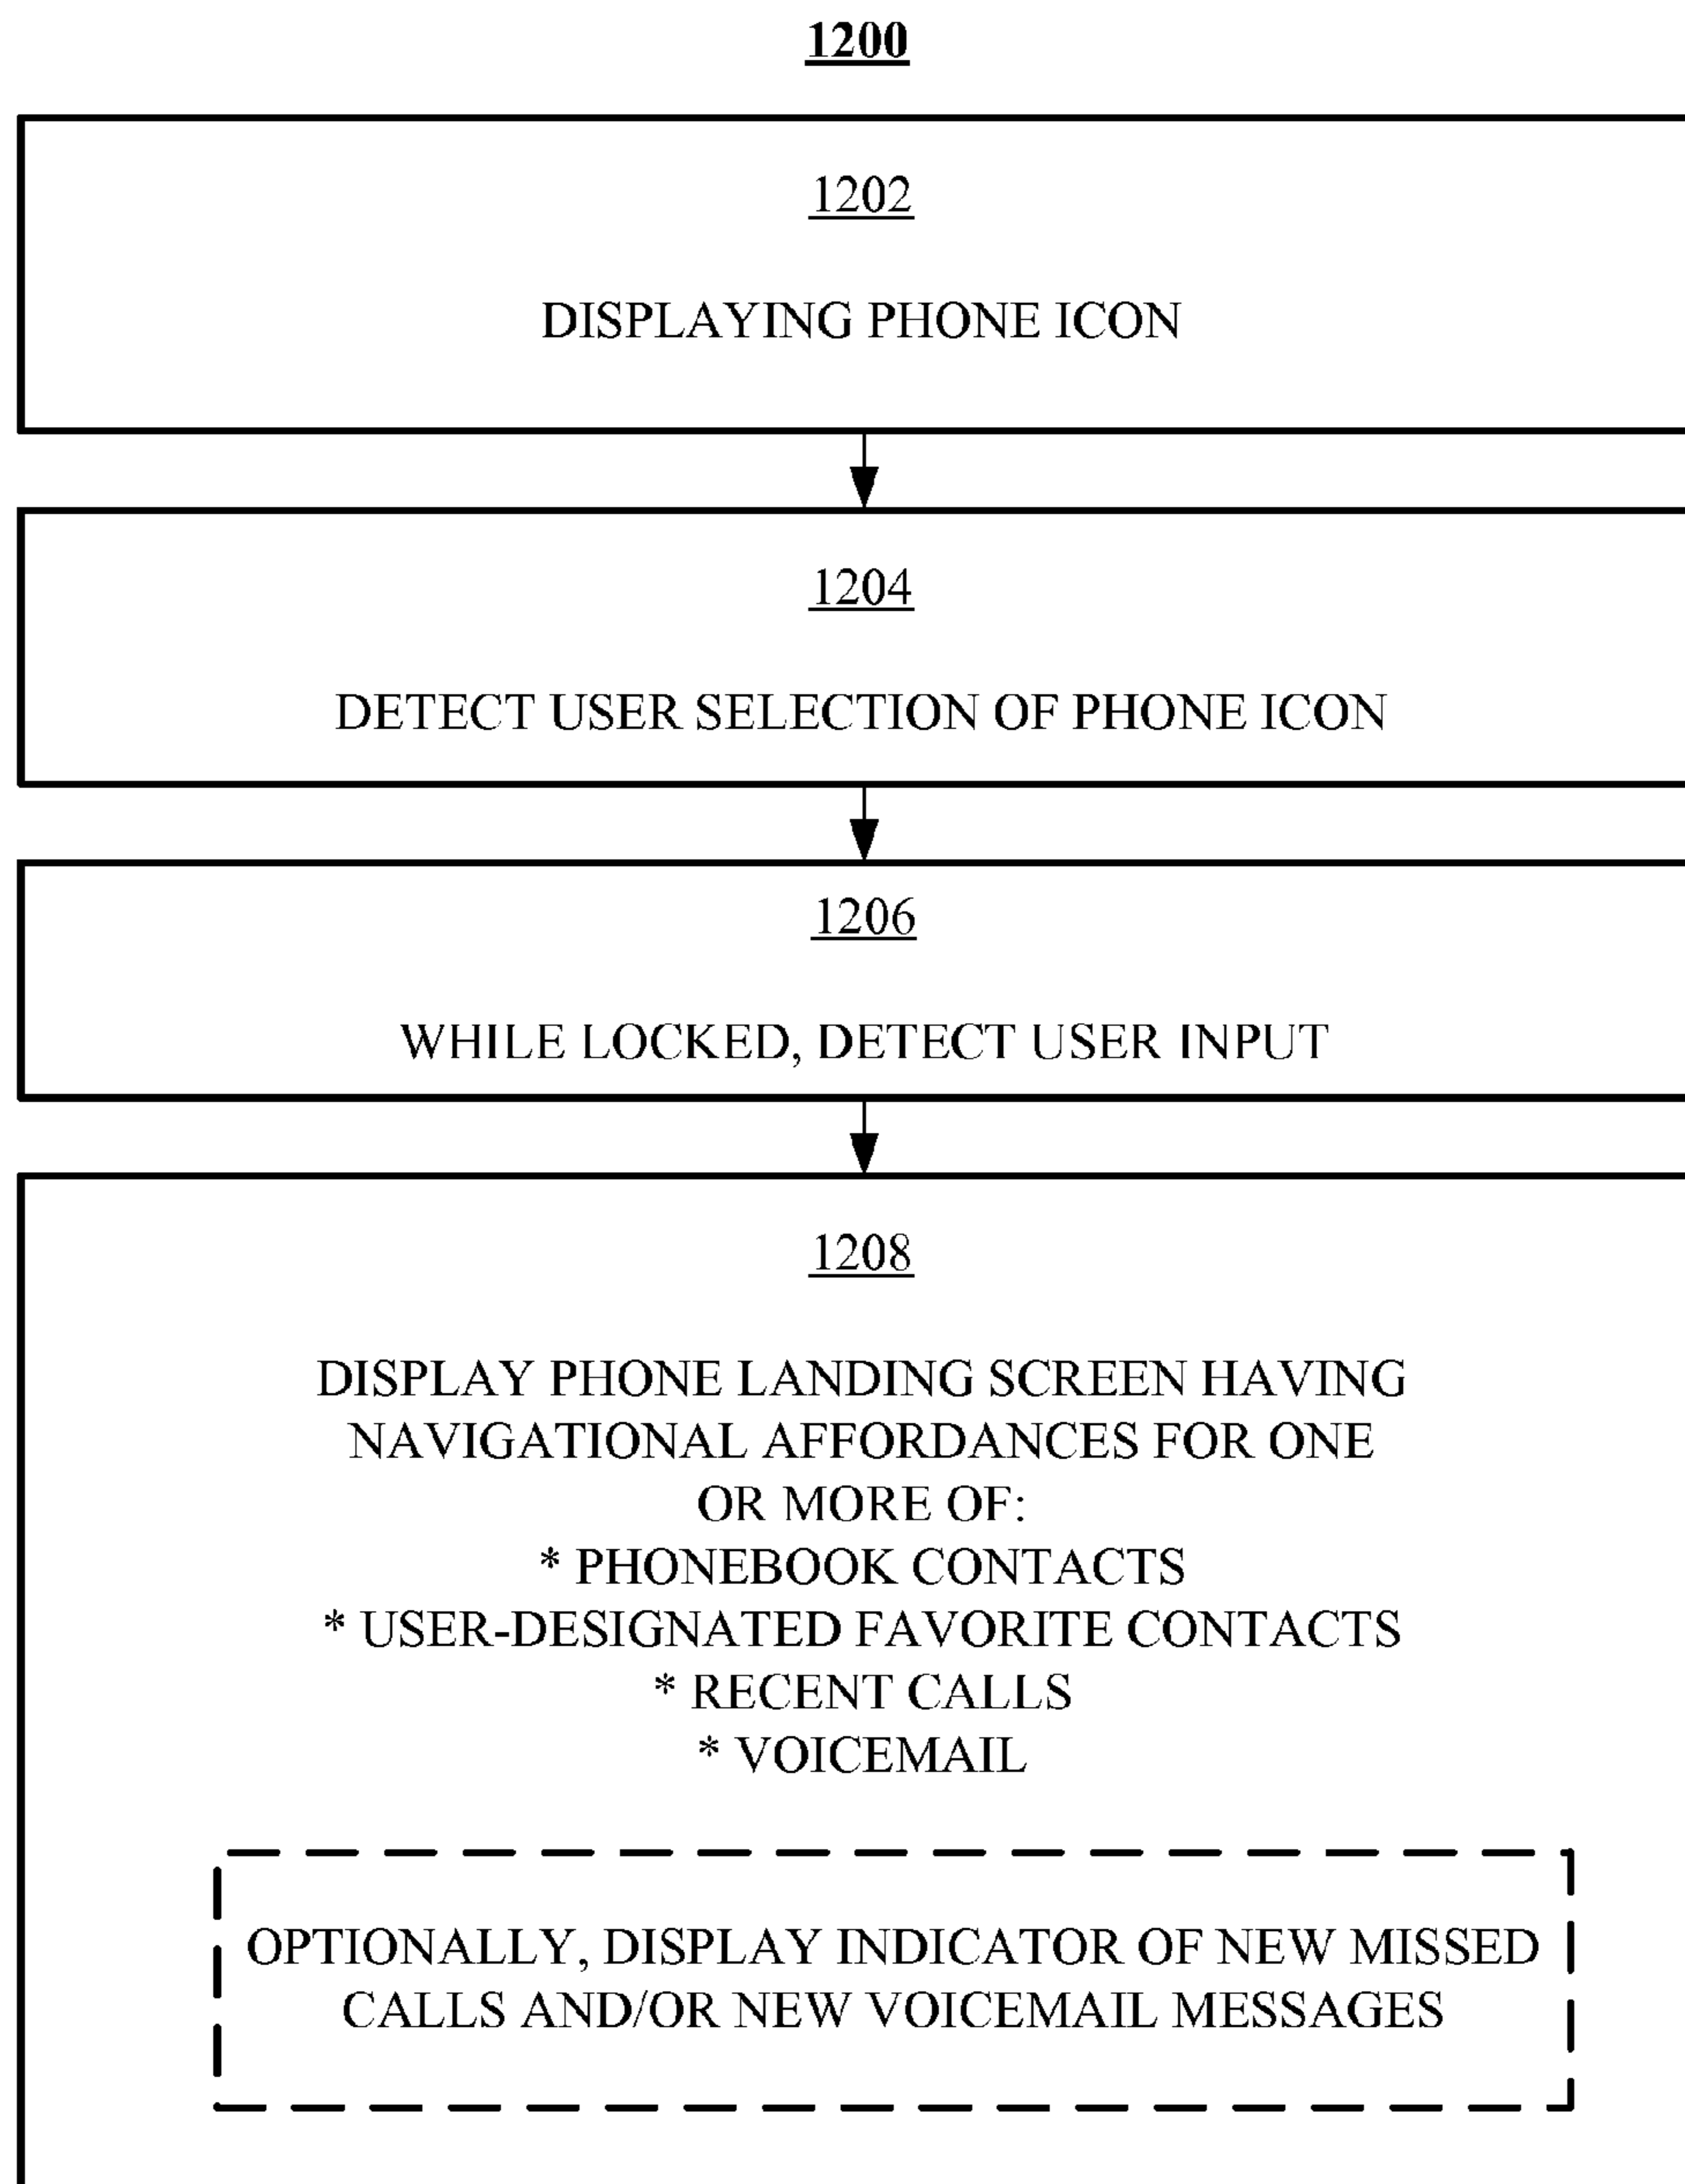 1200
1202
DISPLAYING PHONE ICON
1204
DETECT USER SELECTION OF PHONE ICON
1206
WHILE LOCKED, DETECT USER INPUT
1208
DISPLAY PHONE LANDING SCREEN HAVING
NAVIGATIONAL AFFORDANCES FOR ONE
OR MORE OF:
* PHONEBOOK CONTACTS
* USER-DESIGNATED FAVORITE CONTACTS
* RECENT CALLS
* VOICEMAIL
OPTIONALLY, DISPLAY INDICATOR OF NEW MISSED
CALLS AND/OR NEW VOICEMAIL MESSAGES